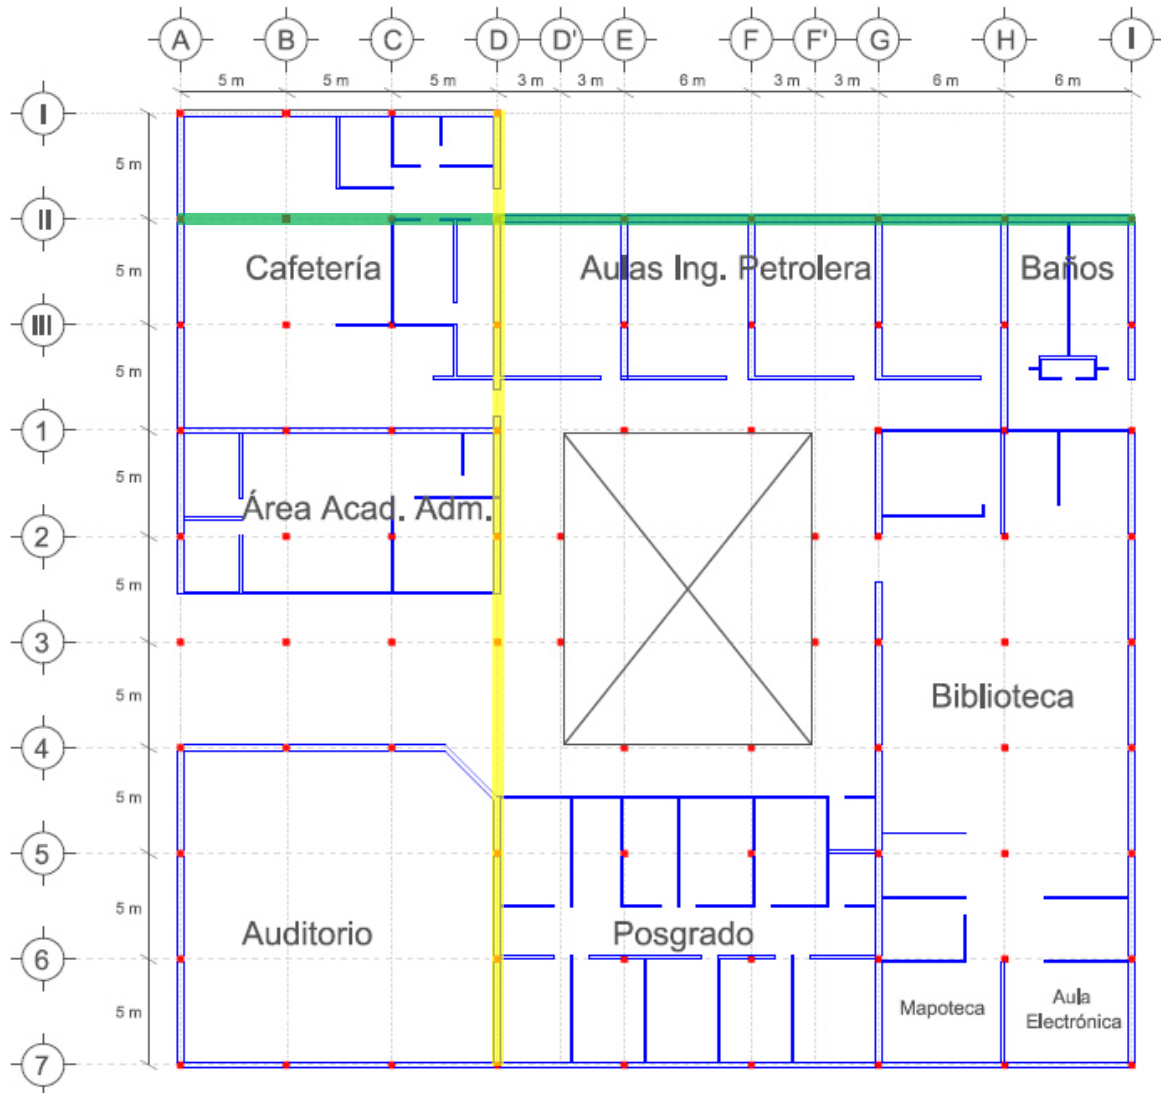 A B C D D' E F F' G H I
5 m 5 m 5 m 3 m 3 m 6 m 3 m 3 m 6 m 6 m
I
5 m
II
Cafetería Aulas Ing. Petrolera Baños
5 m
III
5 m
1
5 m
Área Acad. Adm.
2
5 m
3
5 m Biblioteca
4
5 m
5
5 m
Auditorio Posgrado
6
Mapoteca Aula
Electrónica
5 m
7